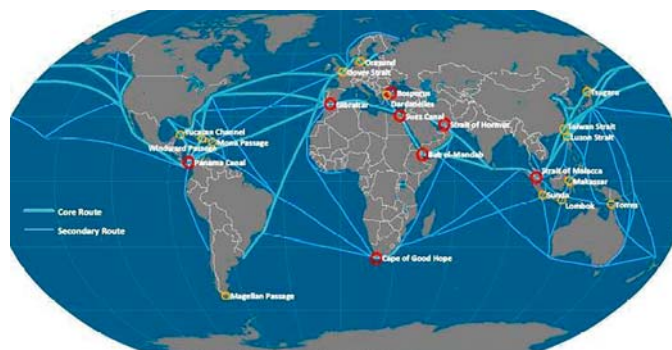 Oresund
Dover Strait
Bosporus
Dardanelles
Tsugaru
Gibraltar
Suez Canal
Strait of Hormuz
Taiwan Strait
Luzon Strait
Yucatan Channel
Windward Passage
Mona Passage
Panama Canal
Bab el-Mandab
Strait of Malacca
Makassar
Sunda
Lombok
Torres
Core Route
Secondary Route
Cape of Good Hope
Magellan Passage